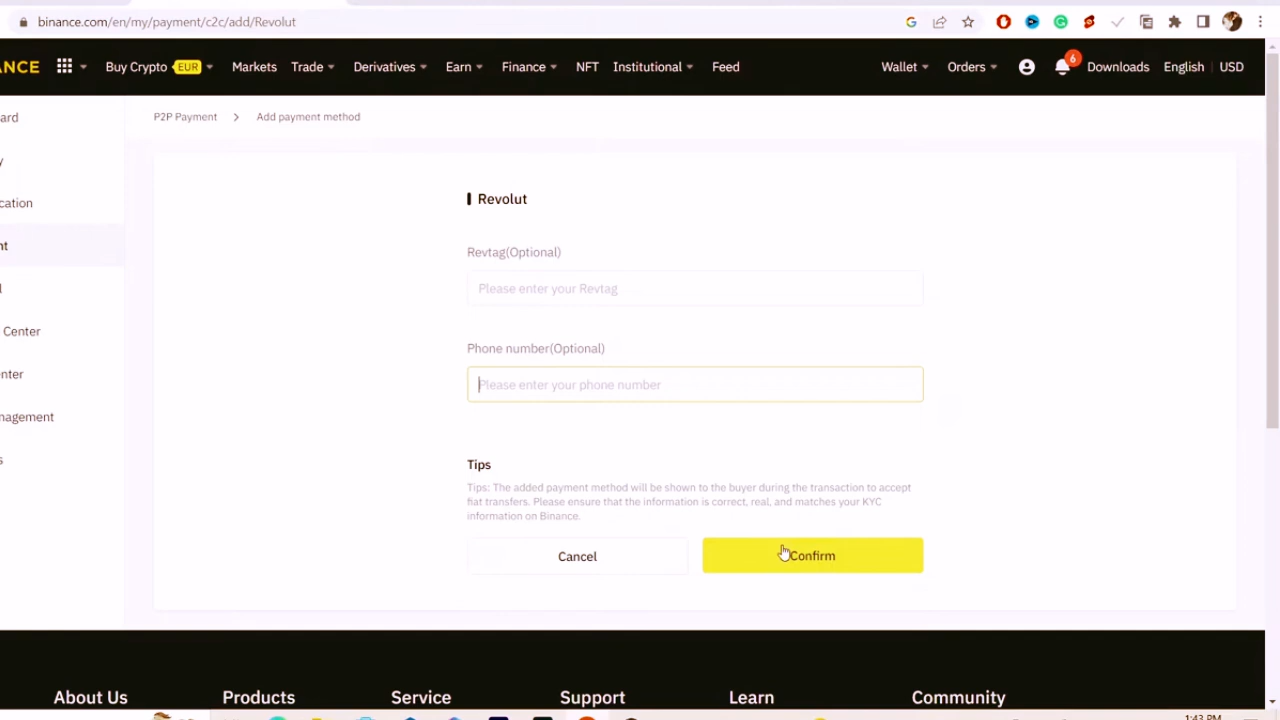 binance.com/en/my/payment/c2c/add/Revolut
NCE Buy Crypto EUR Markets Trade Derivatives Earn Finance NFT Institutional Feed Wallet Orders 6 Downloads English USD
ard
P2P Payment > Add payment method
y
cation
Revolut
nt
Revtag(Optional)
Please enter your Revtag
l
Center
Phone number(Optional)
nter
Please enter your phone number
nagement
s
Tips
Tips: The added payment method will be shown to the buyer during the transaction to accept
fiat transfers. Please ensure that the information is correct, real, and matches your KYC
information on Binance.
Cancel Confirm
About Us Products Service Support Learn Community
1:43 PM